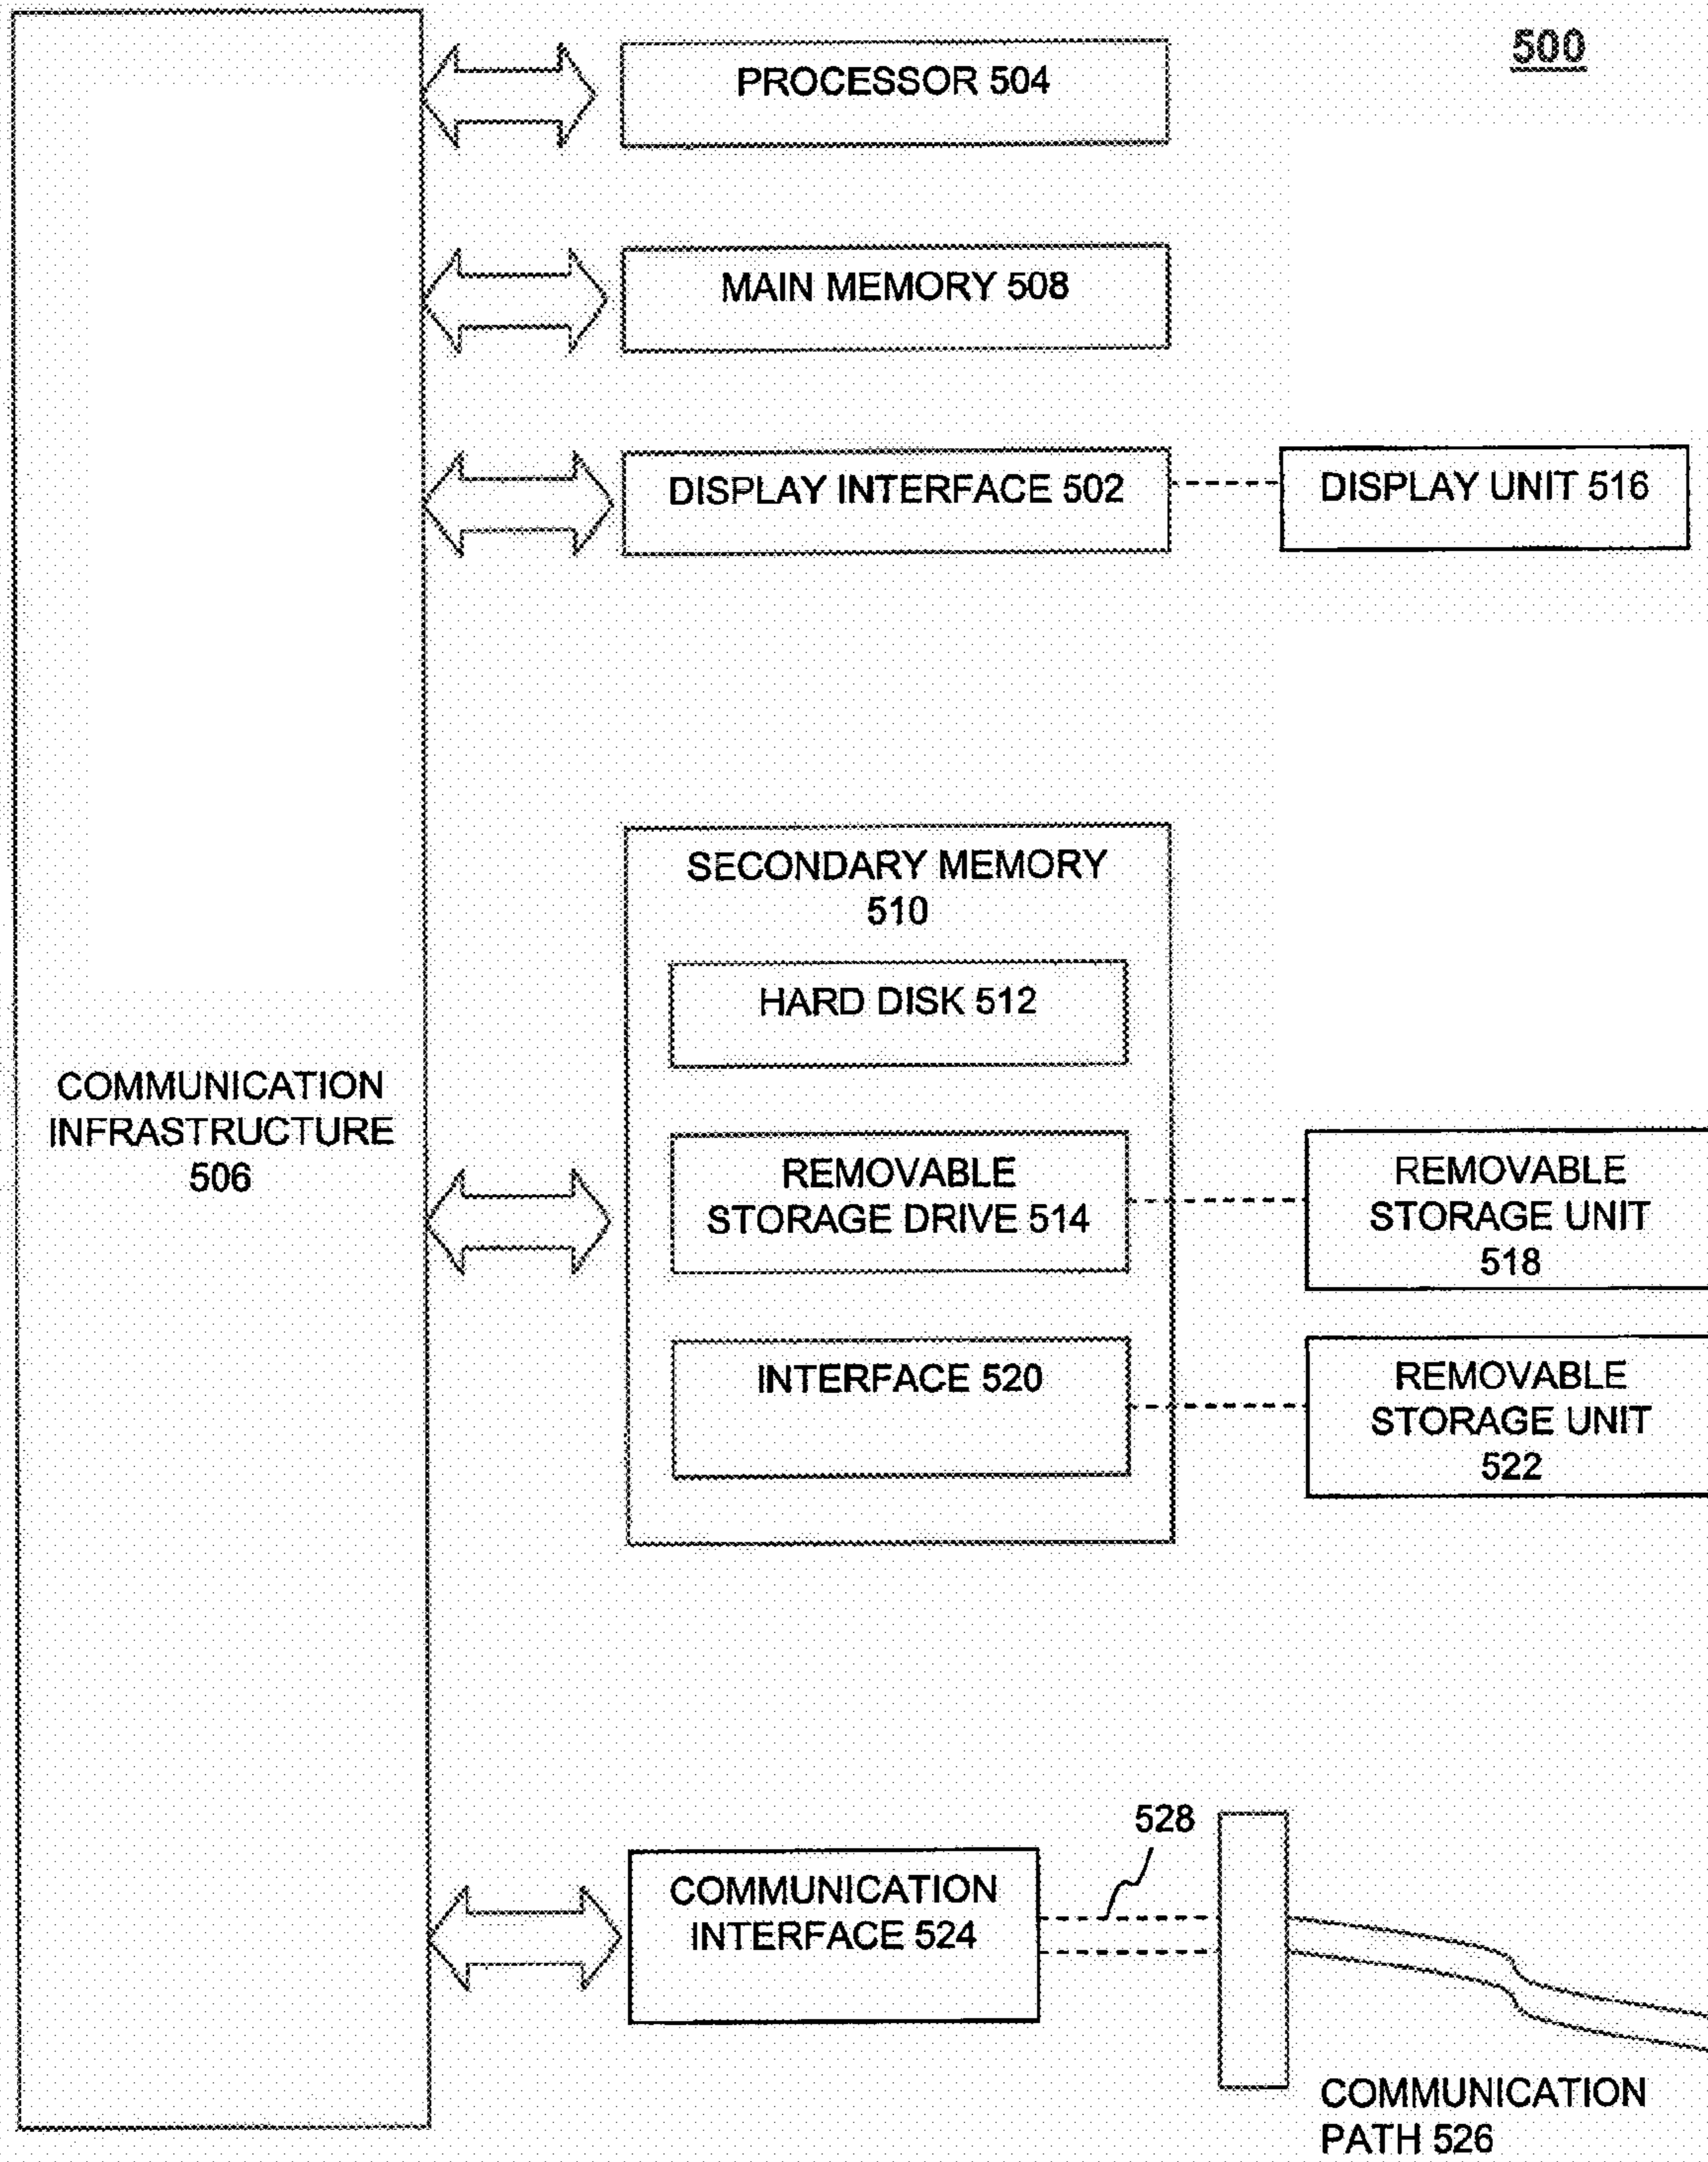 500
PROCESSOR 504
MAIN MEMORY 508
DISPLAY INTERFACE 502
DISPLAY UNIT 516
SECONDARY MEMORY
510
HARD DISK 512
COMMUNICATION
INFRASTRUCTURE
506
REMOVABLE
STORAGE DRIVE 514
REMOVABLE
STORAGE UNIT
518
INTERFACE 520
REMOVABLE
STORAGE UNIT
522
528
COMMUNICATION
INTERFACE 524
COMMUNICATION
PATH 526